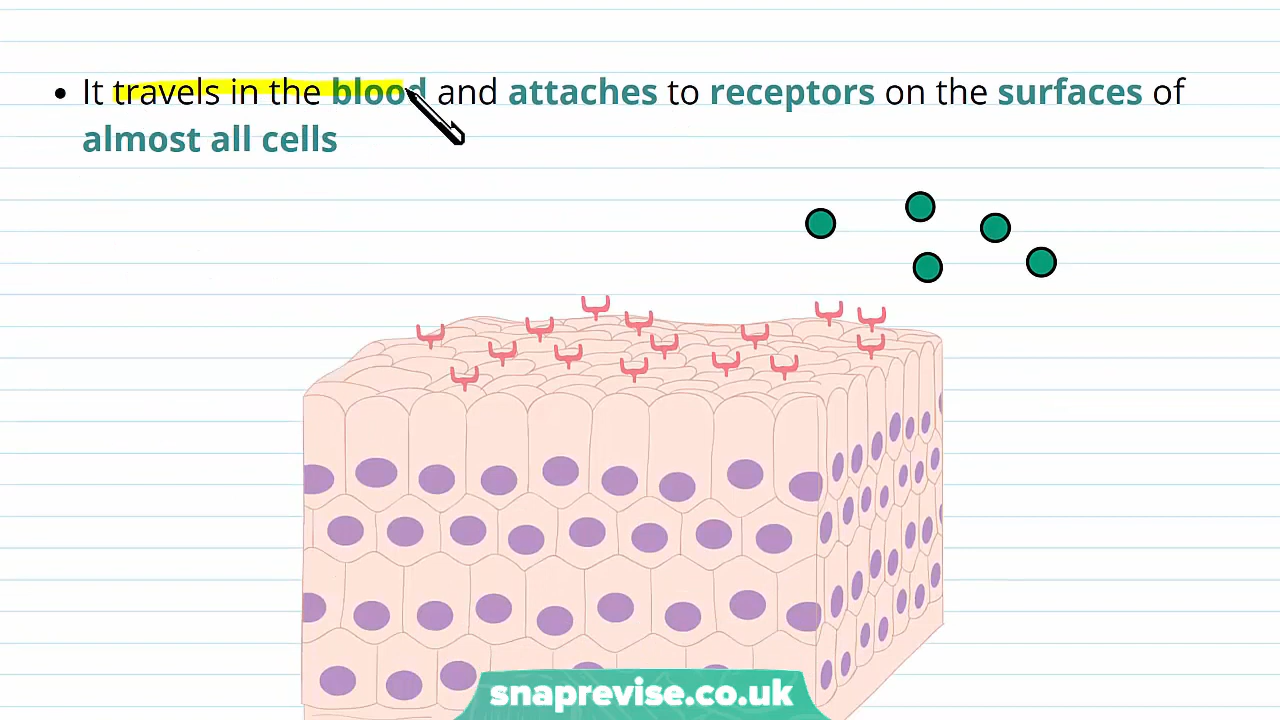 • It travels in the blood and attaches to receptors on the surfaces of
almost all cells
snaprevise.co.uk